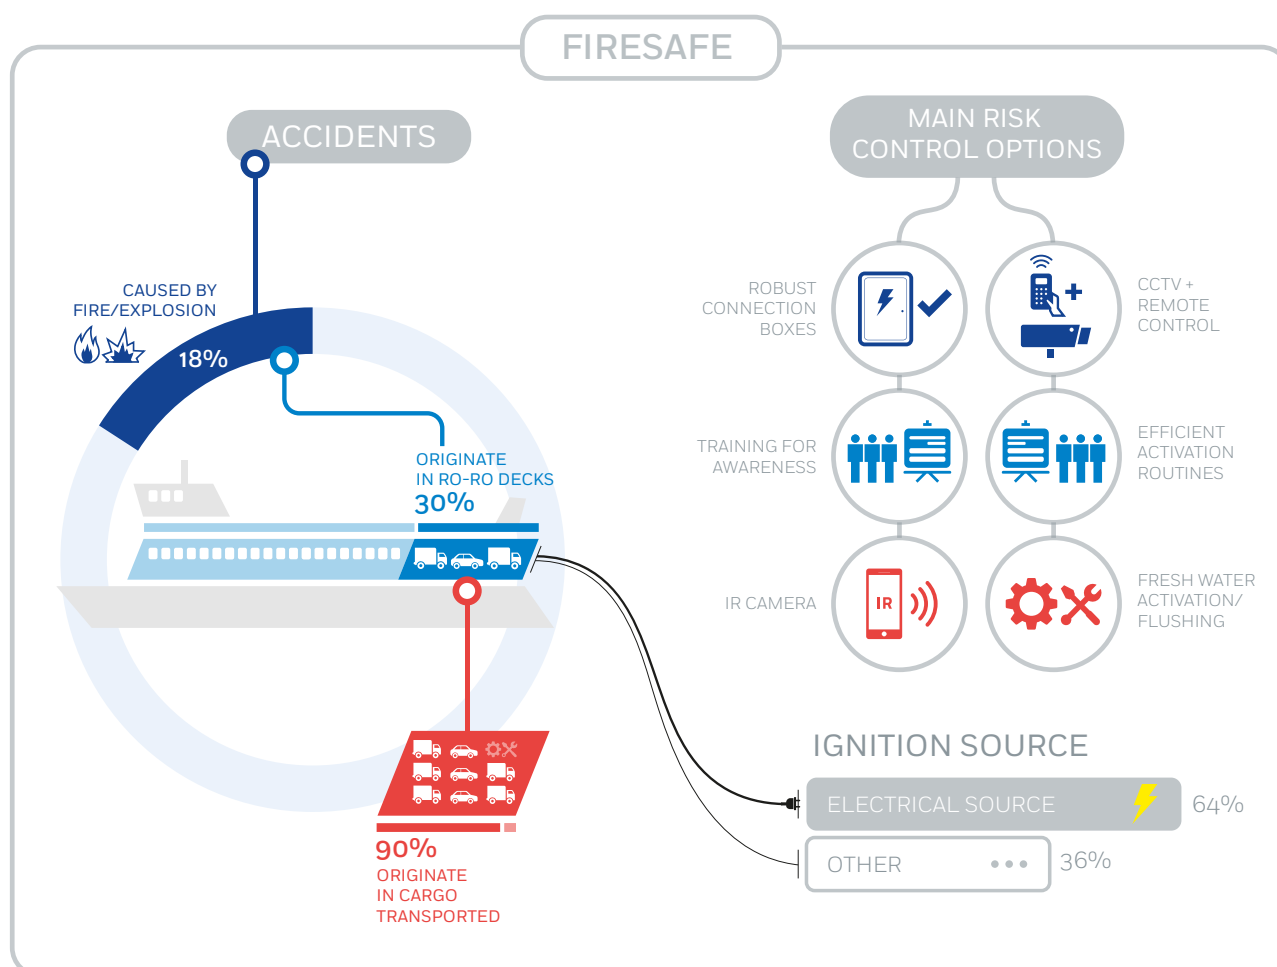 FIRESAFE
ACCIDENTS
CAUSED BY
FIRE/EXPLOSION
18%
ORIGINATE
IN RO-RO DECKS
30%
90%
ORIGINATE
IN CARGO
TRANSPORTED
MAIN RISK
CONTROL OPTIONS
ROBUST
CONNECTION
BOXES
CCTV +
REMOTE
CONTROL
TRAINING FOR
AWARENESS
EFFICIENT
ACTIVATION
ROUTINES
IR CAMERA
IR
FRESH WATER
ACTIVATION/
FLUSHING
IGNITION SOURCE
ELECTRICAL SOURCE
64%
OTHER
36%